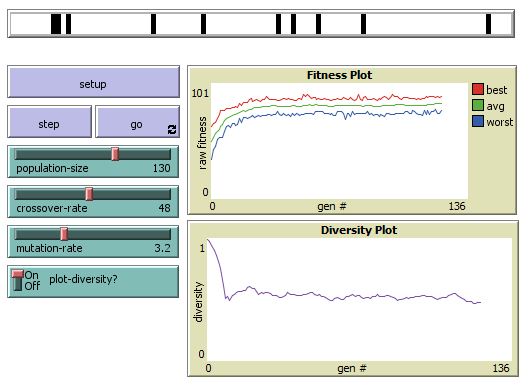 setup
step
go
population-size 130
crossover-rate 48
mutation-rate 3.2
On
Off
plot-diversity?
Fitness Plot
101
raw fitness
0
0
gen #
136
best
avg
worst
Diversity Plot
1
diversity
0
0
gen #
136